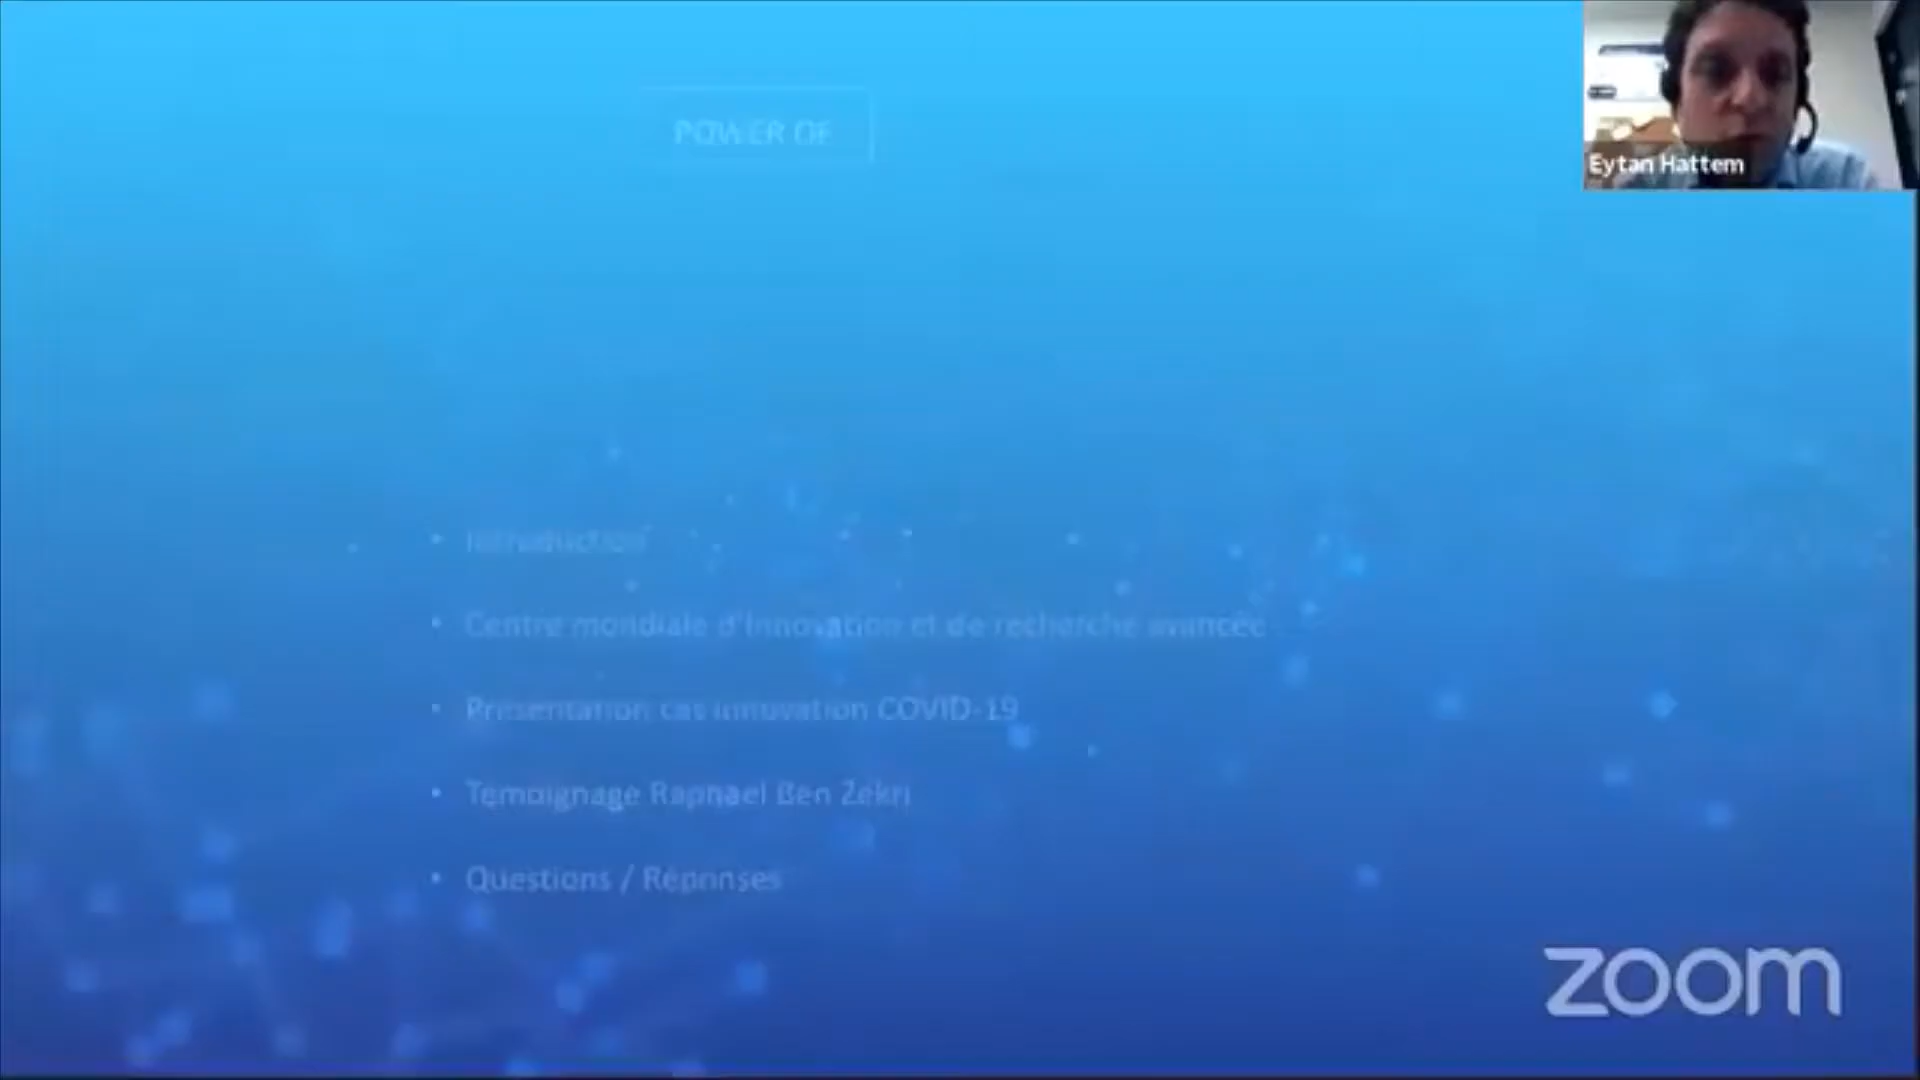 POWER OF
Eytan Hattem
• Introduction
• Centre mondiale d'innovation et de recherche avancée
• Présentation cas innovation COVID-19
• Temoignage Raphael Ben Zekri
• Questions / Réponses
zoom